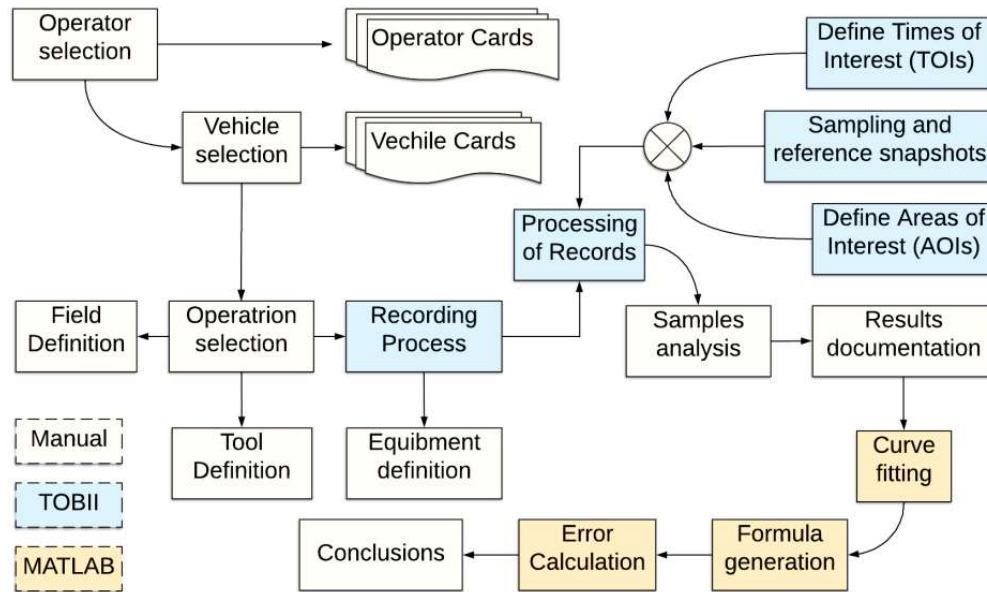 Operator
selection
Operator Cards
Define Times of
Interest (TOIs)
Vehicle
selection
Vechile Cards
Sampling and
reference snapshots
Processing
of Records
Define Areas of
Interest (AOIs)
Field
Definition
Operatrion
selection
Recording
Process
Samples
analysis
Results
documentation
Manual
Tool
Definition
Equibment
definition
Curve
fitting
TOBII
MATLAB
Conclusions
Error
Calculation
Formula
generation